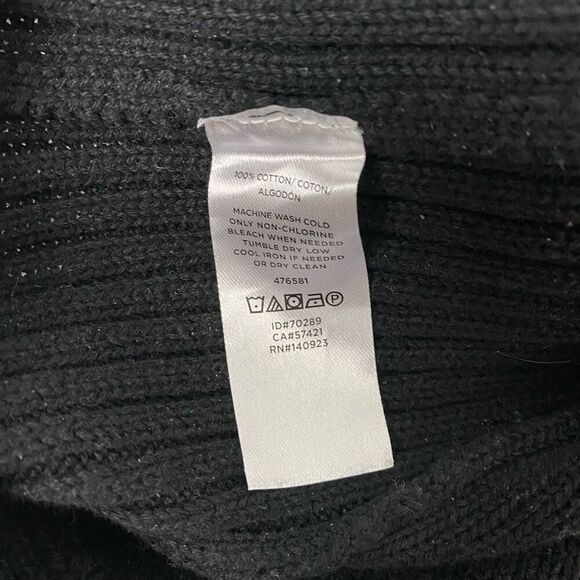 100% COTTON/ COTON/
ALGODÓN
MACHINE WASH COLD
ONLY NON-CHLORINE
BLEACH WHEN NEEDED
TUMBLE DRY LOW
COOL IRON IF NEEDED
OR DRY CLEAN
476581
P
ID#70289
CA#57421
RN#140923